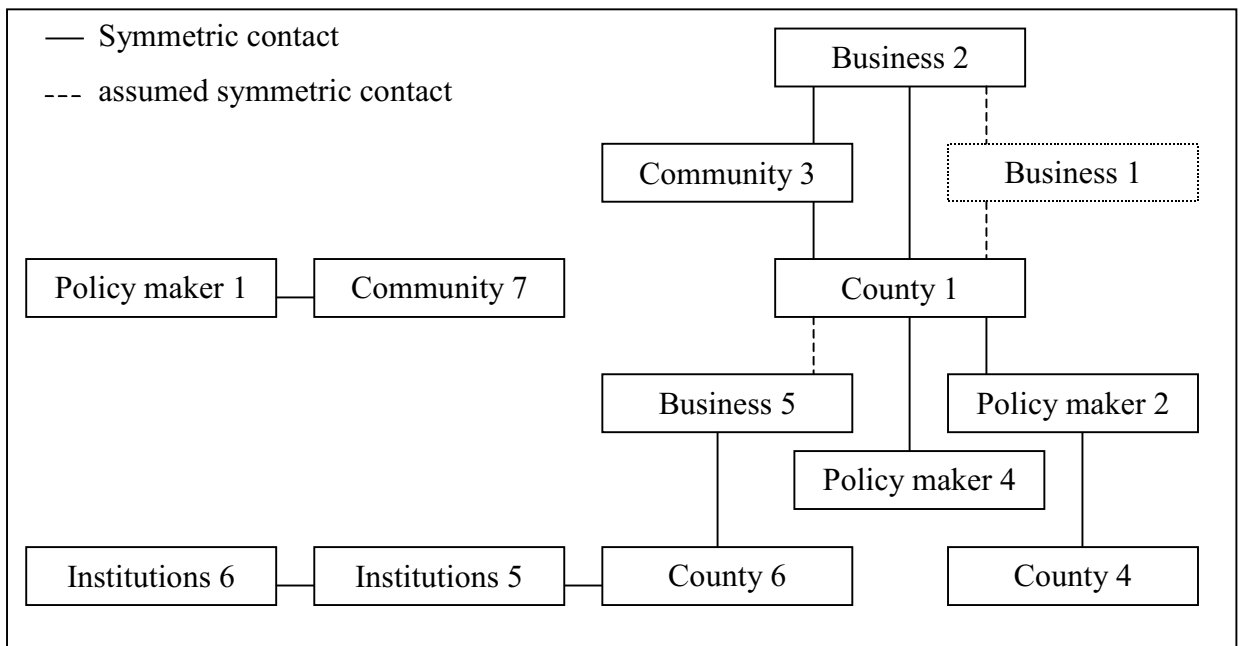 Symmetric contact
assumed symmetric contact
Business 2
Community 3
Business 1
Policy maker 1
Community 7
County 1
Business 5
Policy maker 2
Policy maker 4
Institutions 6
Institutions 5
County 6
County 4